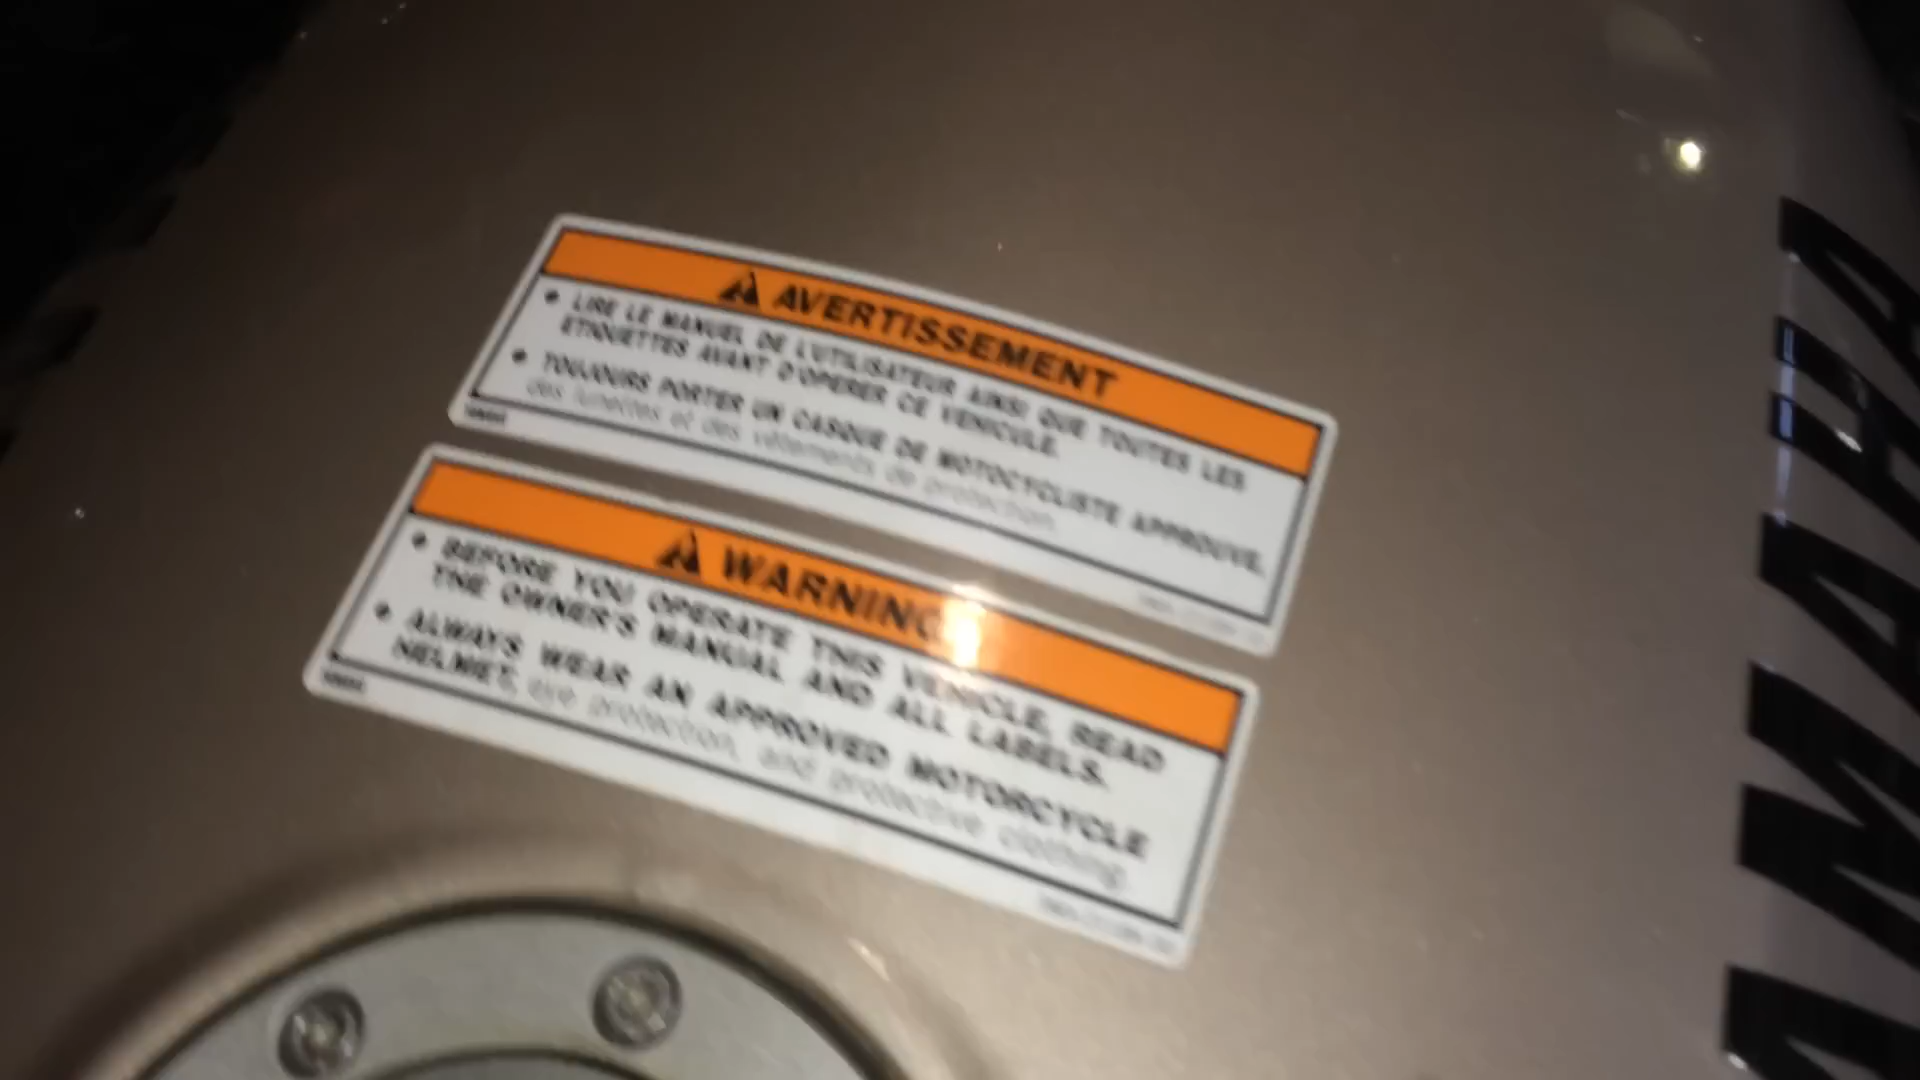 AVERTISSEMENT
• LIRE LE MANUEL DE L'UTILISATEUR AINSI QUE TOUTES LES
ETIQUETTES AVANT D'OPERER CE VEHICULE.
• TOUJOURS PORTER UN CASQUE DE MOTOCYCLISTE APPROUVE,
des lunettes et des vêtements de protection.
WARNING
• BEFORE YOU OPERATE THIS VEHICLE, READ
THE OWNER'S MANUAL AND ALL LABELS.
• ALWAYS WEAR AN APPROVED MOTORCYCLE
HELMET, eye protection, and protective clothing.